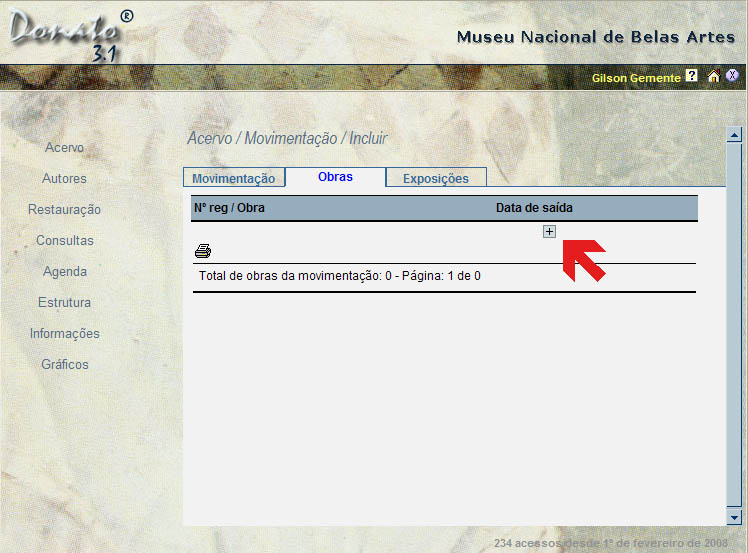 Donato ®
3.1
Museu Nacional de Belas Artes
Gilson Gemente ? X
Acervo
Autores
Restauração
Consultas
Agenda
Estrutura
Informações
Gráficos
Acervo / Movimentação / Incluir
Movimentação Obras Exposições
Nº reg / Obra Data de saída
+
Total de obras da movimentação: 0 - Página: 1 de 0
234 acessos desde 1º de fevereiro de 2008